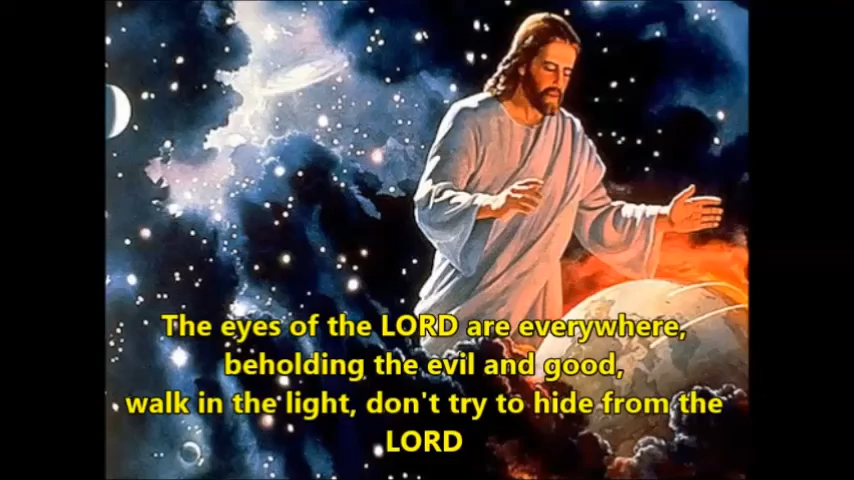 The eyes of the LORD are everywhere,
beholding the evil and good,
walk in the light, don't try to hide from the
LORD